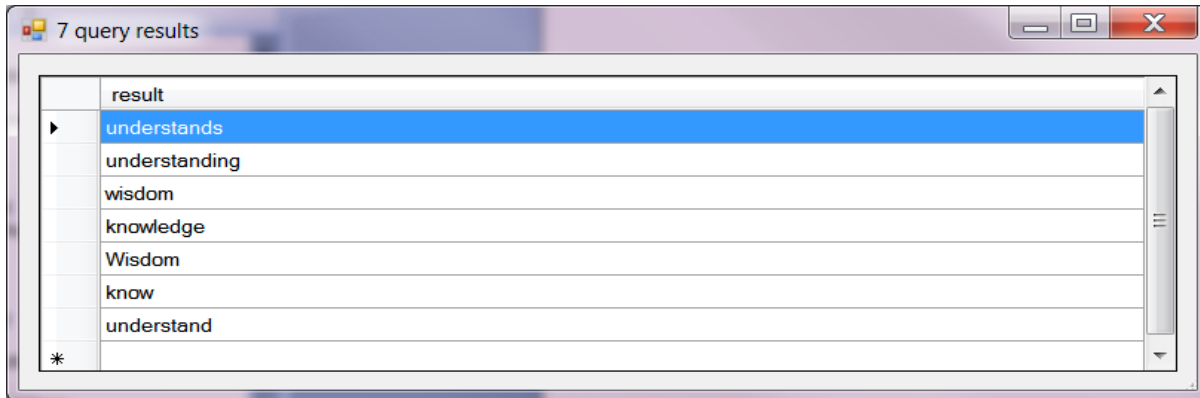 7 query results
result
understands
understanding
wisdom
knowledge
Wisdom
know
understand